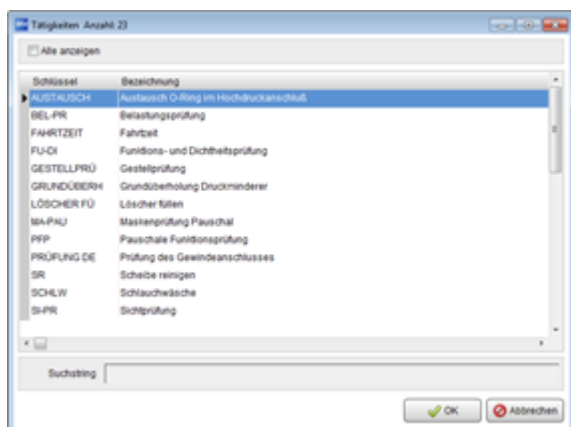 Tätigkeiten Anzahl 23
Alle anzeigen
Schlüssel Bezeichnung
AUSTAUSCH Austausch O-Ring im Hochdruckanschluß
BEL-PR Belastungsprüfung
FAHRTZEIT Fahrtzeit
FU-DI Funktions- und Dichtheitsprüfung
GESTELLPRÜ Gestellprüfung
GRUNDÜBERH Grundüberholung Druckminderer
LÖSCHER FÜ Löscher füllen
MA-PAU Maskenprüfung Pauschal
PFP Pauschale Funktionsprüfung
PRÜFUNG DE Prüfung des Gewindeanschlusses
SR Scheibe reinigen
SCHLW Schlauchwäsche
SI-PR Sichtprüfung
Suchstring
OK Abbrechen